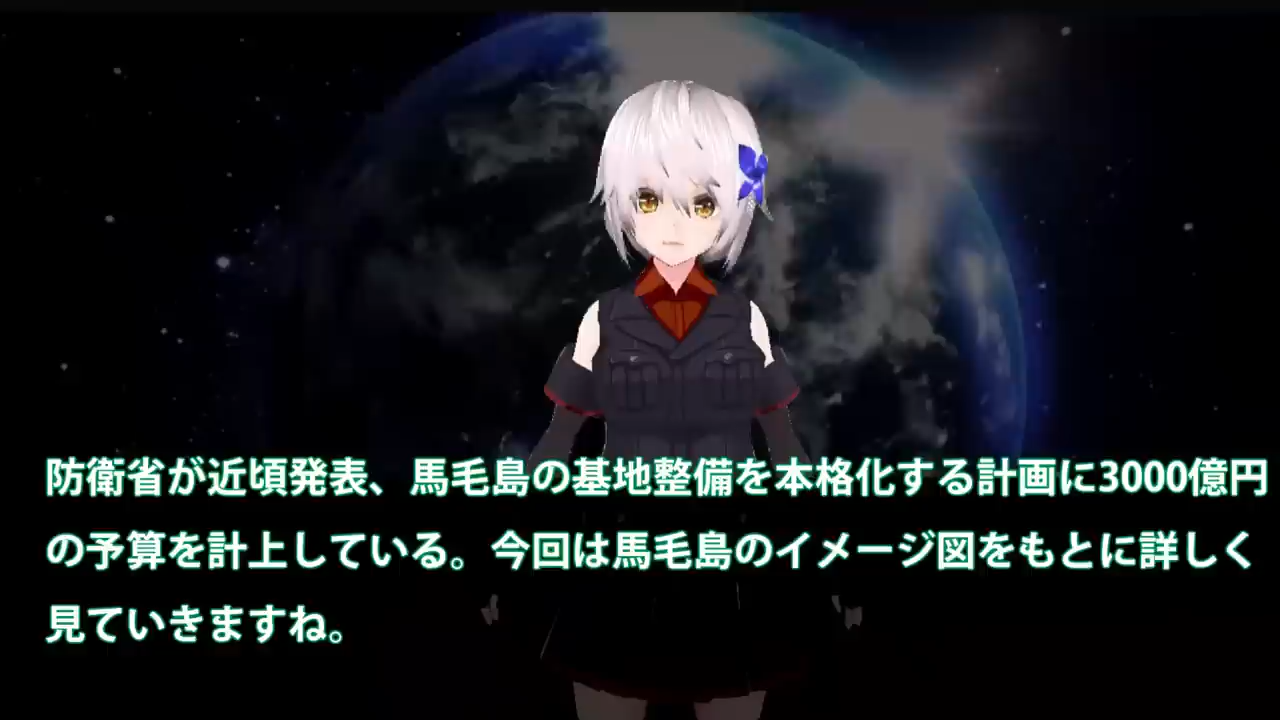 防衛省が近頃発表、馬毛島の基地整備を本格化する計画に3000億円
の予算を計上している。今回は馬毛島のイメージ図をもとに詳しく
見ていきますね。